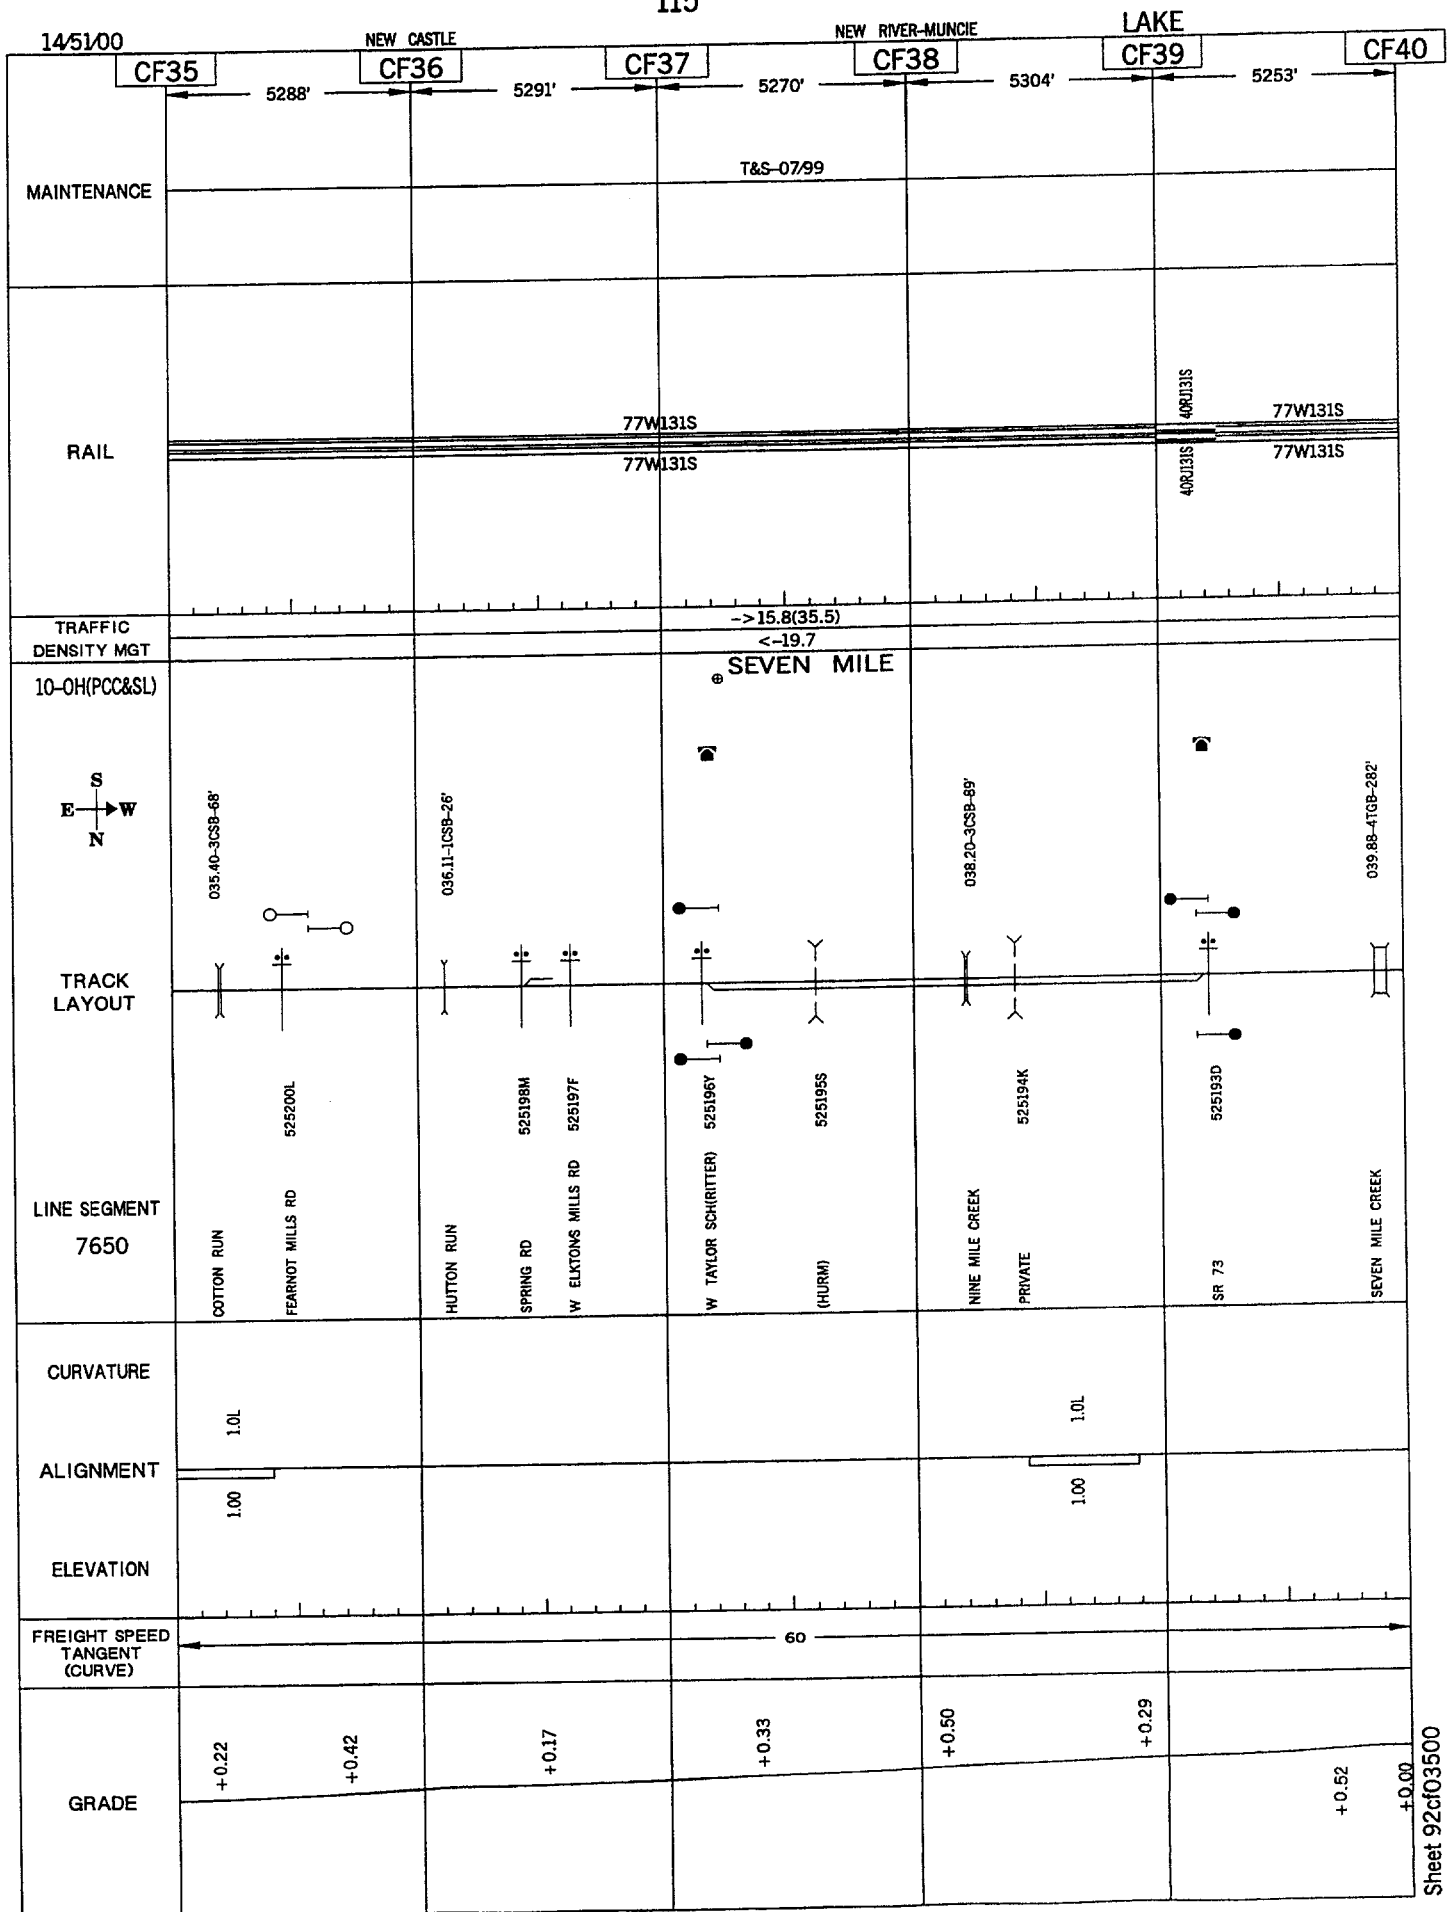 115
14/51/00
NEW CASTLE
NEW RIVER-MUNCIE
LAKE
CF35
CF36
CF37
CF38
CF39
CF40
5288'
5291'
5270'
5304'
5253'
MAINTENANCE
T&S-07/99
RAIL
77W131S
77W131S
40RJ131S
40RJ131S
77W131S
77W131S
TRAFFIC
DENSITY MGT
->15.8(35.5)
<-19.7
10-OH(PCC&SL)
SEVEN MILE
S
E W
N
035.40-3CSB-68'
036.11-1CSB-26'
038.20-3CSB-89'
039.88-4TGB-282'
TRACK
LAYOUT
525200L
525198M
525197F
525196Y
525195S
525194K
525193D
LINE SEGMENT
7650
COTTON RUN
FEARNOT MILLS RD
HUTTON RUN
SPRING RD
W ELKTONS MILLS RD
W TAYLOR SCH(RITTER)
(HURM)
NINE MILE CREEK
PRIVATE
SR 73
SEVEN MILE CREEK
CURVATURE
1.0L
1.0L
ALIGNMENT
1.00
1.00
ELEVATION
FREIGHT SPEED
TANGENT
(CURVE)
60
GRADE
+0.22
+0.42
+0.17
+0.33
+0.50
+0.29
+0.52
+0.00
Sheet 92cf03500